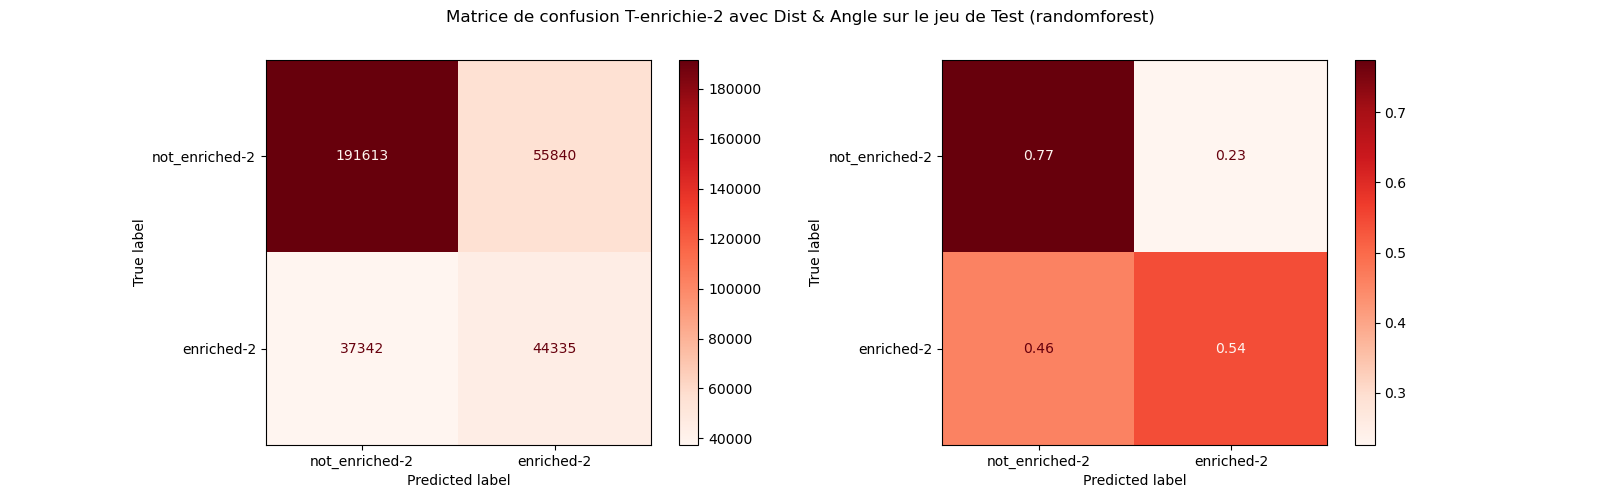 Matrice de confusion T-enrichie-2 avec Dist & Angle sur le jeu de Test (randomforest)
True label
not_enriched-2
enriched-2
191613 55840
37342 44335
not_enriched-2 enriched-2
Predicted label
180000
160000
140000
120000
100000
80000
60000
40000
True label
not_enriched-2
enriched-2
0.77 0.23
0.46 0.54
not_enriched-2 enriched-2
Predicted label
0.7
0.6
0.5
0.4
0.3